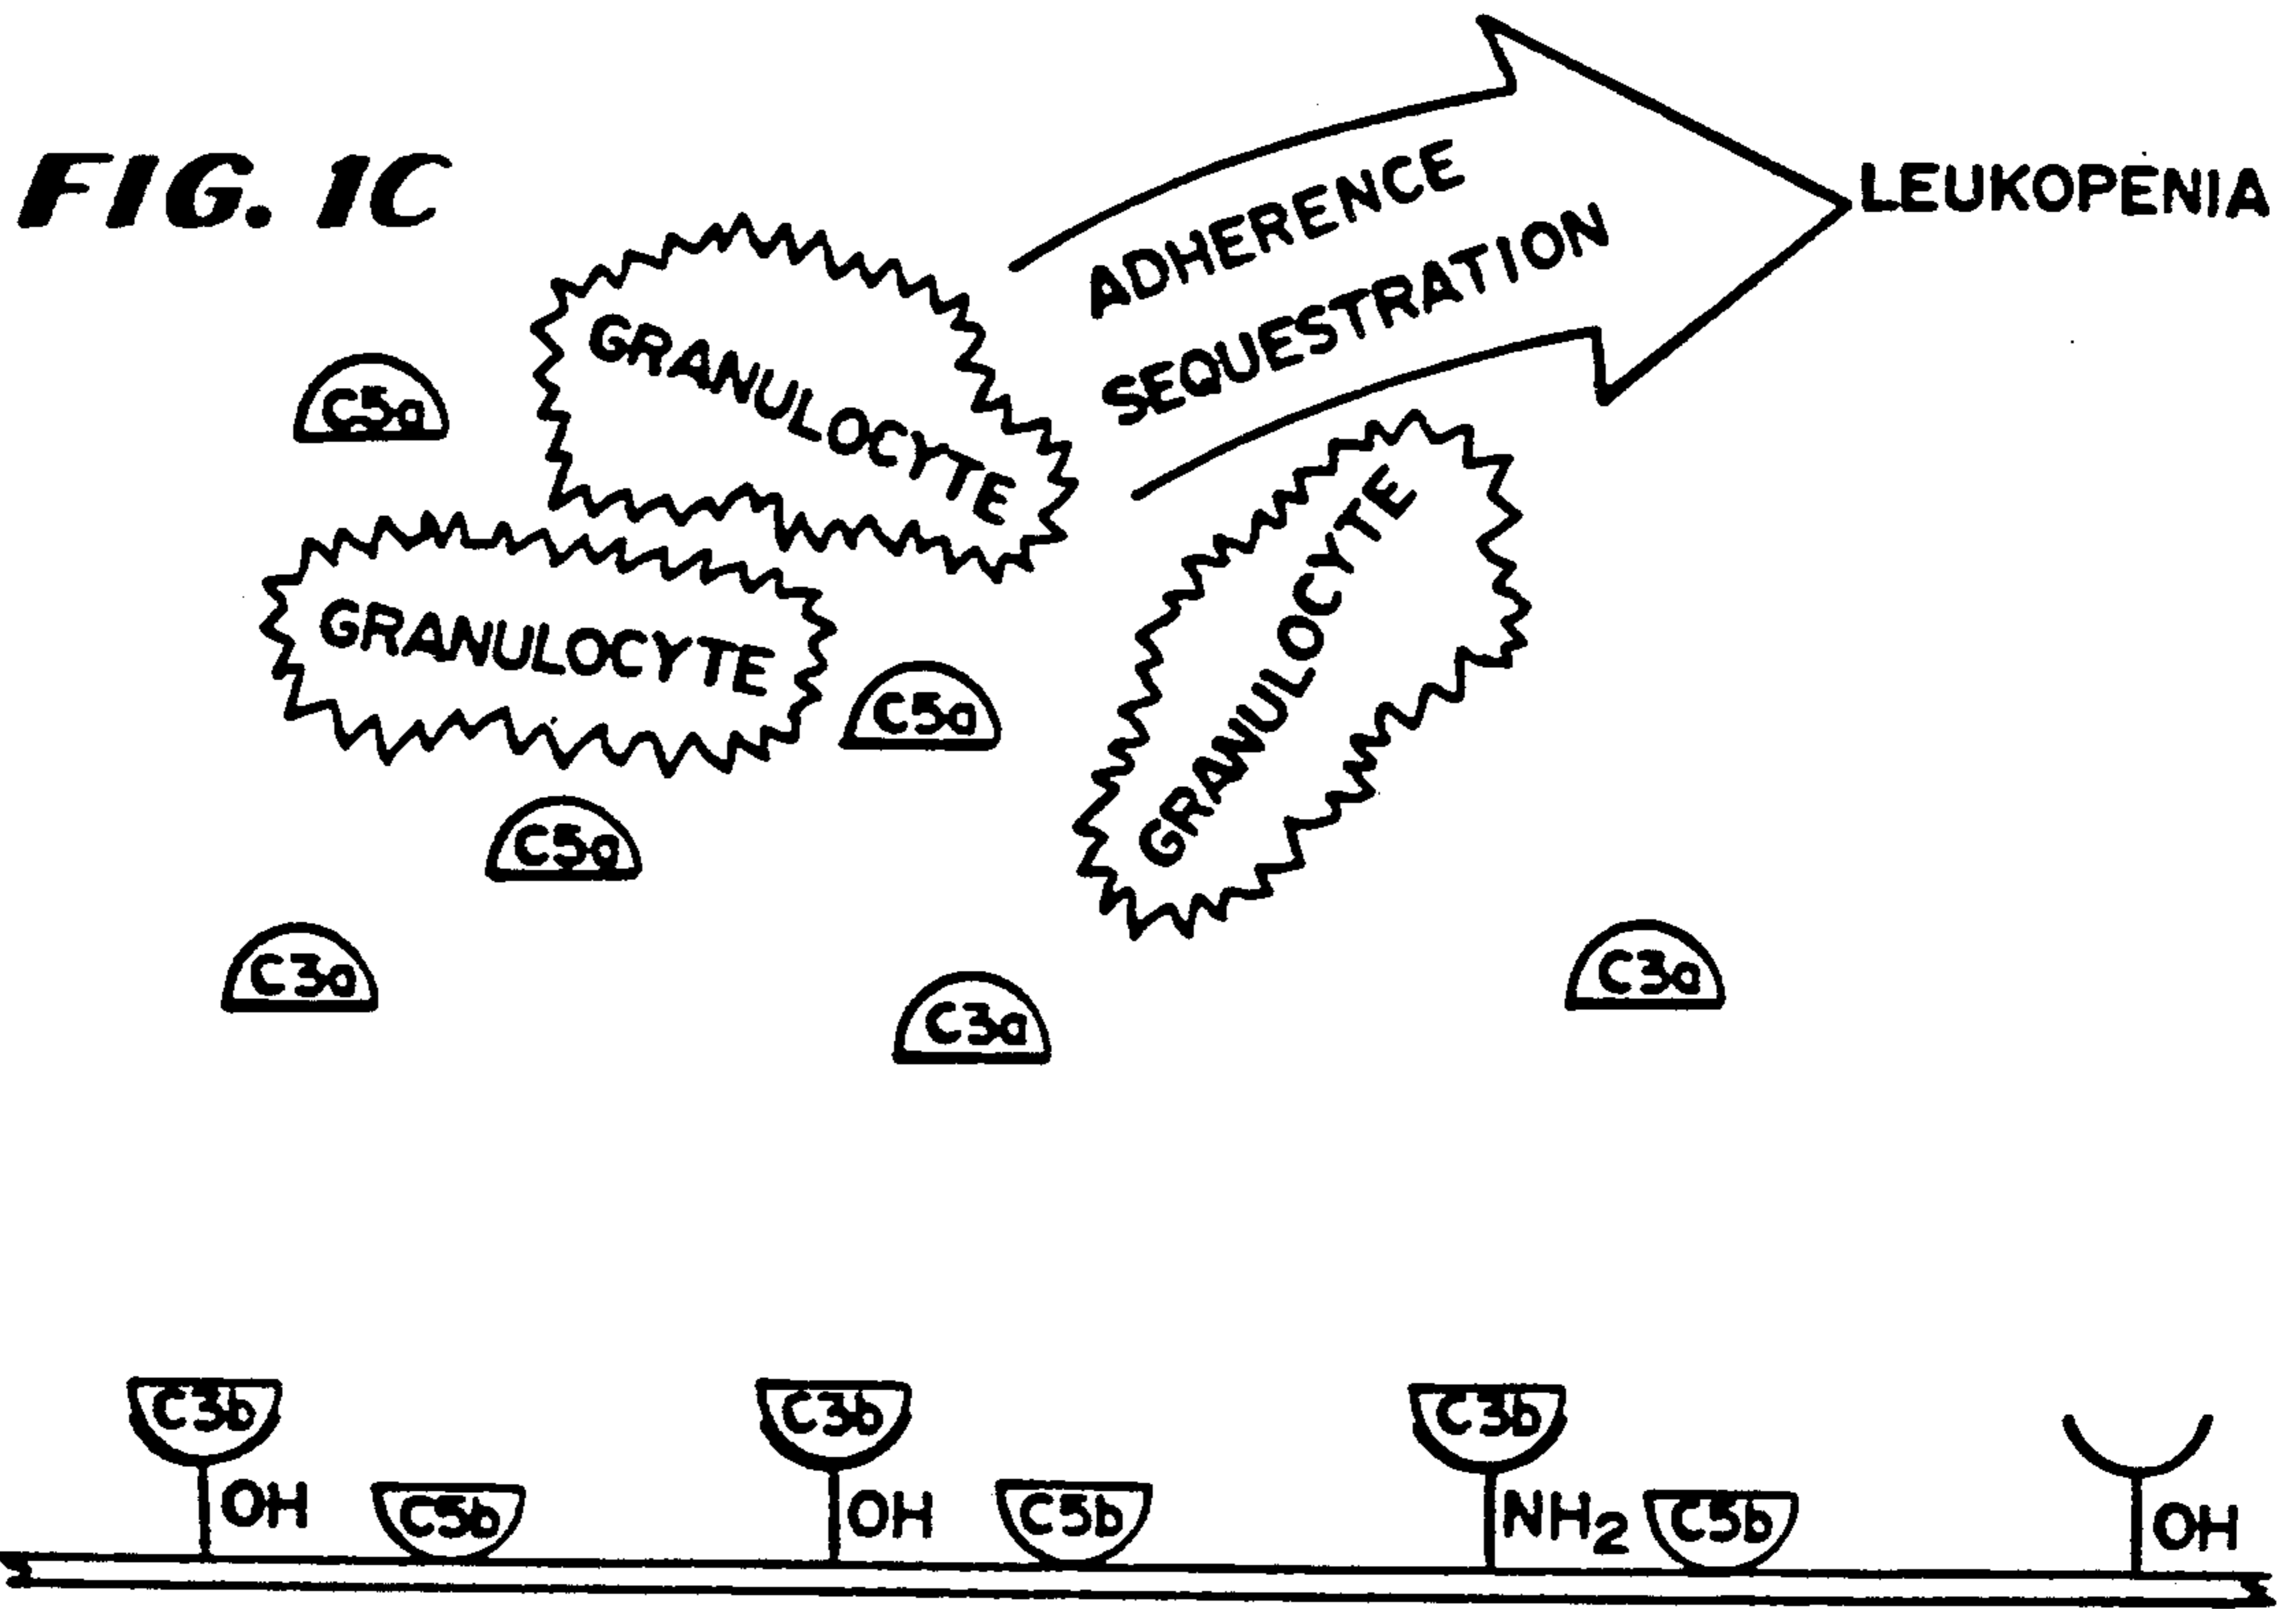 FIG. 1C
LEUKOPENIA
ADHERENCE
SEQUESTRATION
GRANULOCYTE
C5a
GRANULOCYTE
GRANULOCYTE
C5a
C5a
C3a
C3a
C3a
C3b
C3b
C3b
OH
C5b
OH
C5b
NH2
C5b
OH